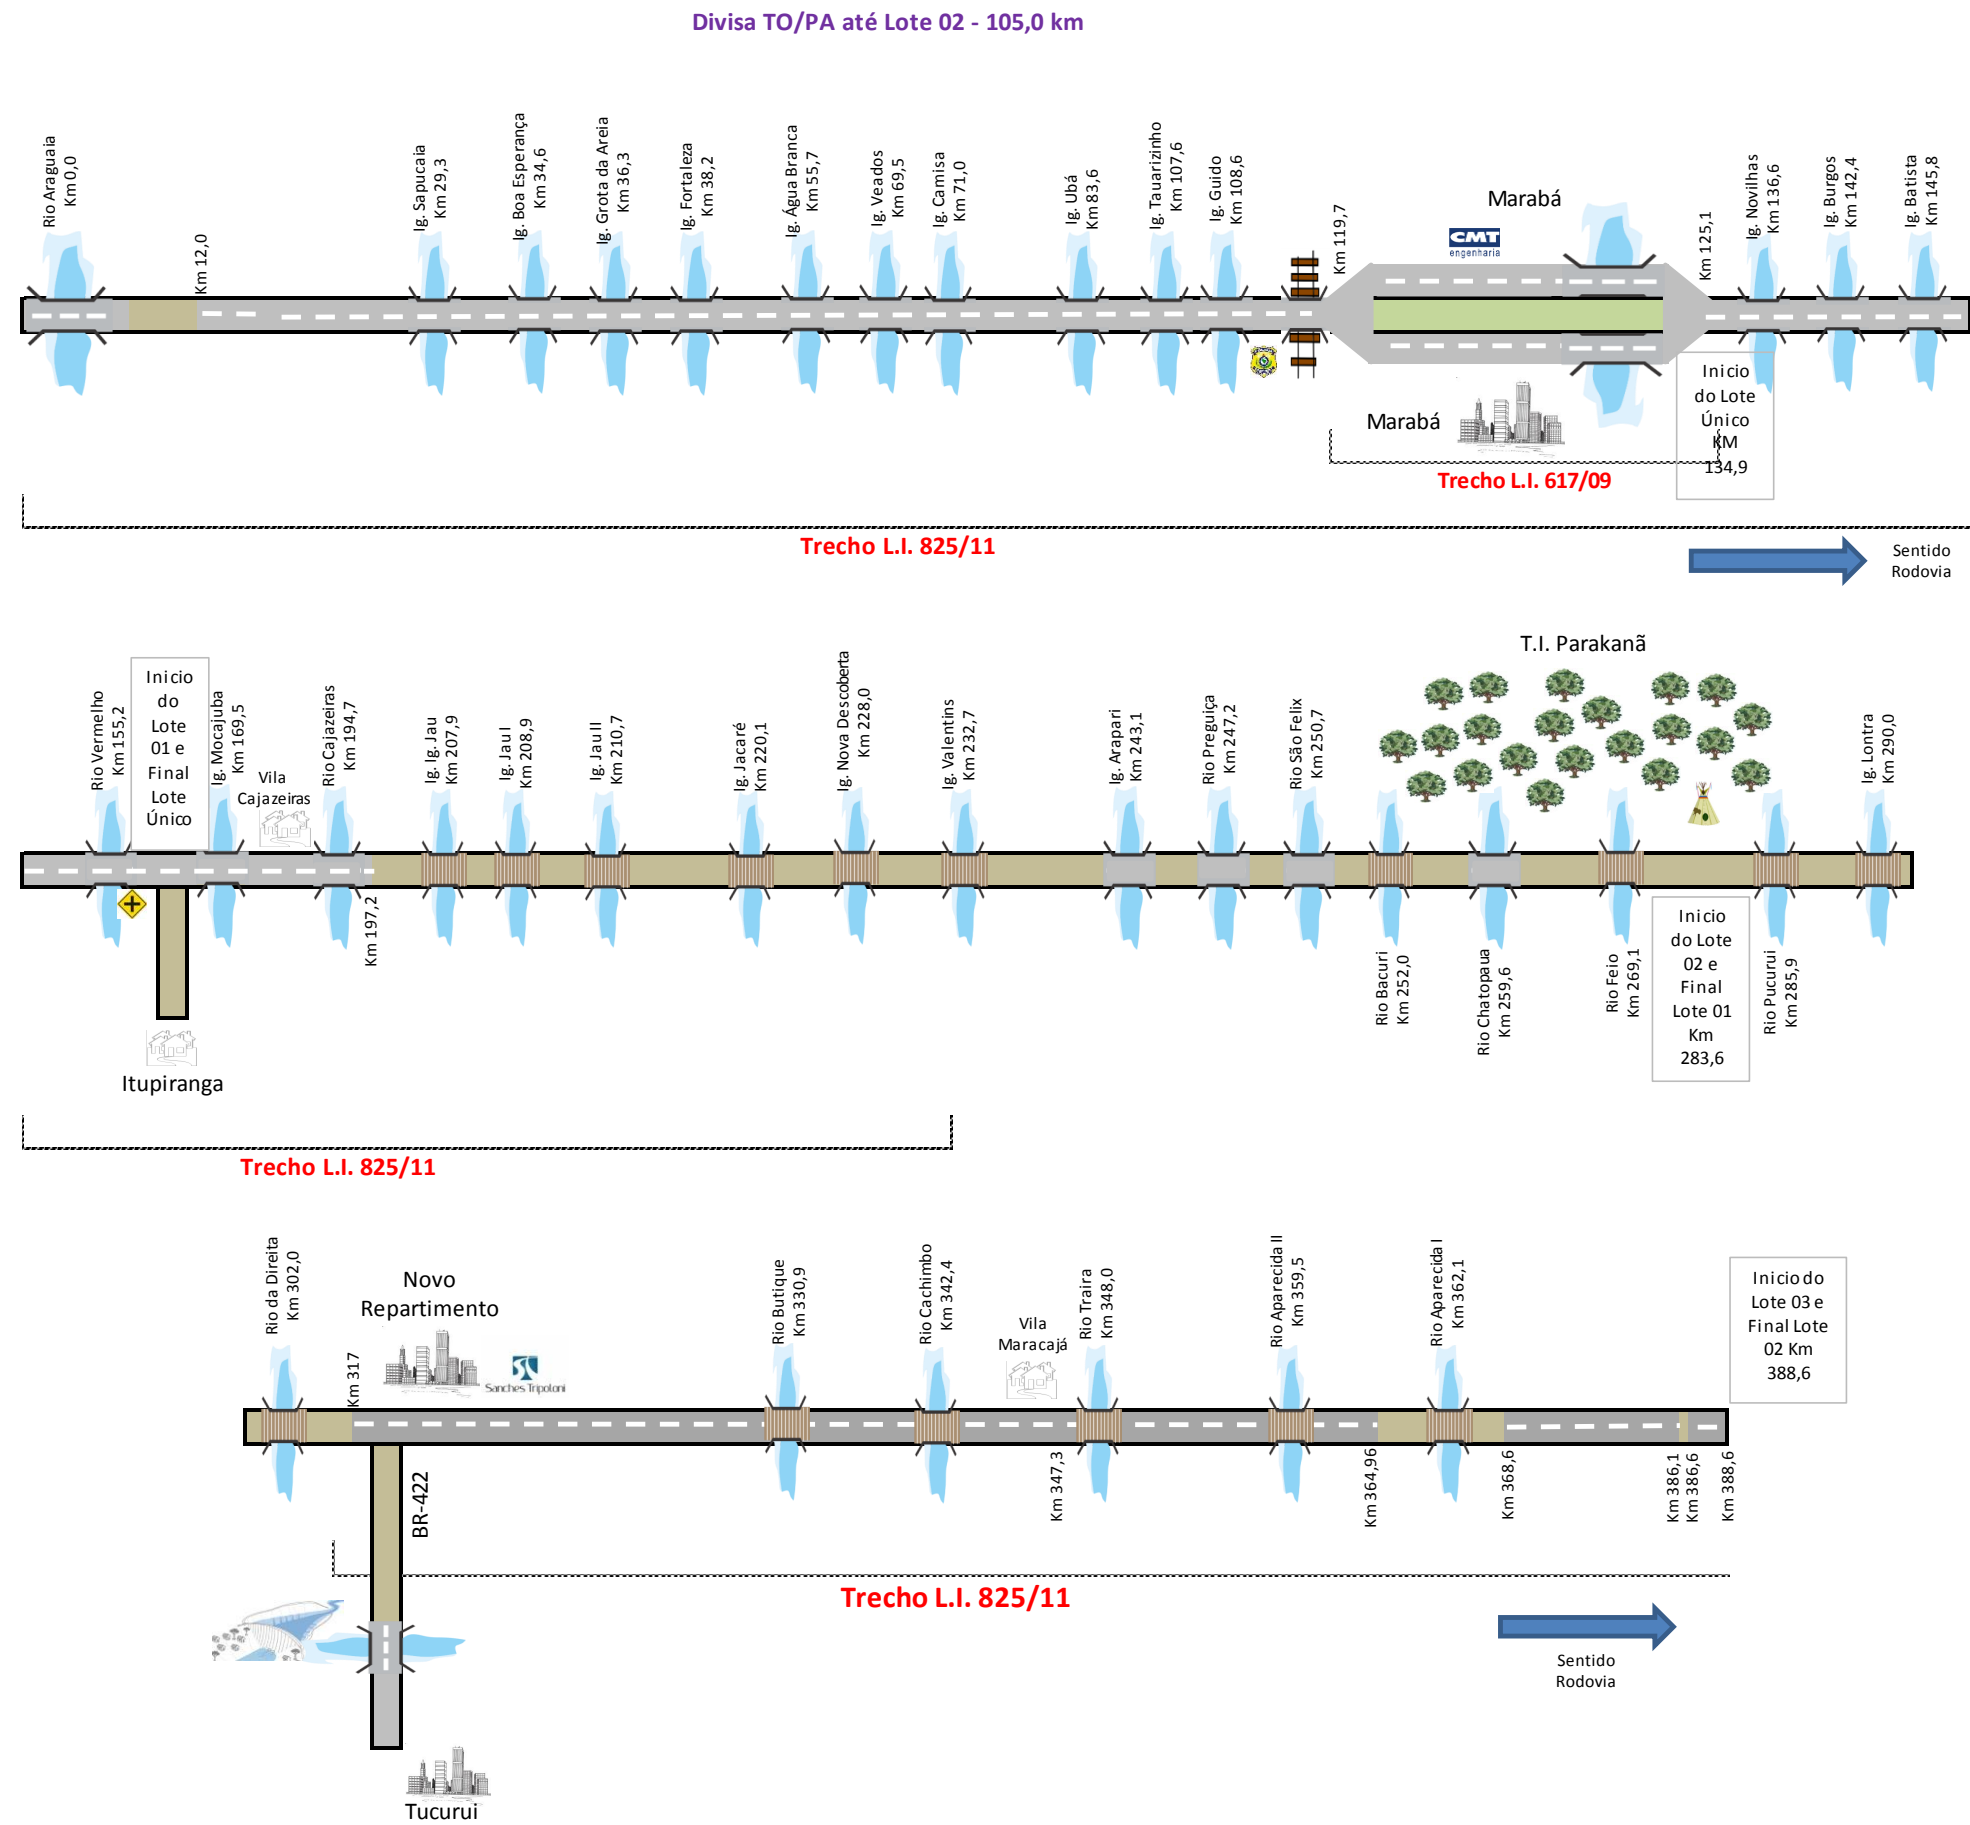 Divisa TO/PA até Lote 02 - 105,0 km
Rio Araguaia
Km 0,0
Km 12,0
Ig. Sapucaia
Km 29,3
Ig. Boa Esperança
Km 34,6
Ig. Grota da Areia
Km 36,3
Ig. Fortaleza
Km 38,2
Ig. Água Branca
Km 55,7
Ig. Veados
Km 69,5
Ig. Camisa
Km 71,0
Ig. Ubá
Km 83,6
Ig. Tauarizinho
Km 107,6
Ig. Guido
Km 108,6
Km 119,7
Marabá
CMT
engenharia
Km 125,1
Ig. Novilhas
Km 136,6
Ig. Burgos
Km 142,4
Ig. Batista
Km 145,8
Marabá
Inicio
do Lote
Único
KM
134,9
Trecho L.I. 617/09
Trecho L.I. 825/11
Sentido
Rodovia
T.I. Parakanã
Rio Vermelho
Km 155,2
Inicio
do
Lote
01 e
Final
Lote
Único
Ig. Mocajuba
Km 169,5
Vila
Cajazeiras
Rio Cajazeiras
Km 194,7
Km 197,2
Ig. Ig. Jau
Km 207,9
Ig. Jau I
Km 208,9
Ig. Jau II
Km 210,7
Ig. Jacaré
Km 220,1
Ig. Nova Descoberta
Km 228,0
Ig. Valentins
Km 232,7
Ig. Arapari
Km 243,1
Rio Preguiça
Km 247,2
Rio São Felix
Km 250,7
Rio Bacuri
Km 252,0
Rio Chatopaua
Km 259,6
Rio Feio
Km 269,1
Inicio
do Lote
02 e
Final
Lote 01
Km
283,6
Rio Pucurui
Km 285,9
Ig. Lontra
Km 290,0
Itupiranga
Trecho L.I. 825/11
Rio da Direita
Km 302,0
Km 317
Novo
Repartimento
Sanches Tripoloni
Rio Butique
Km 330,9
Rio Cachimbo
Km 342,4
Vila
Maracajá
Km 347,3
Rio Traira
Km 348,0
Rio Aparecida II
Km 359,5
Km 364,96
Rio Aparecida I
Km 362,1
Km 368,6
Km 386,1
Km 386,6
Km 388,6
Inicio do
Lote 03 e
Final Lote
02 Km
388,6
BR-422
Trecho L.I. 825/11
Sentido
Rodovia
Tucurui